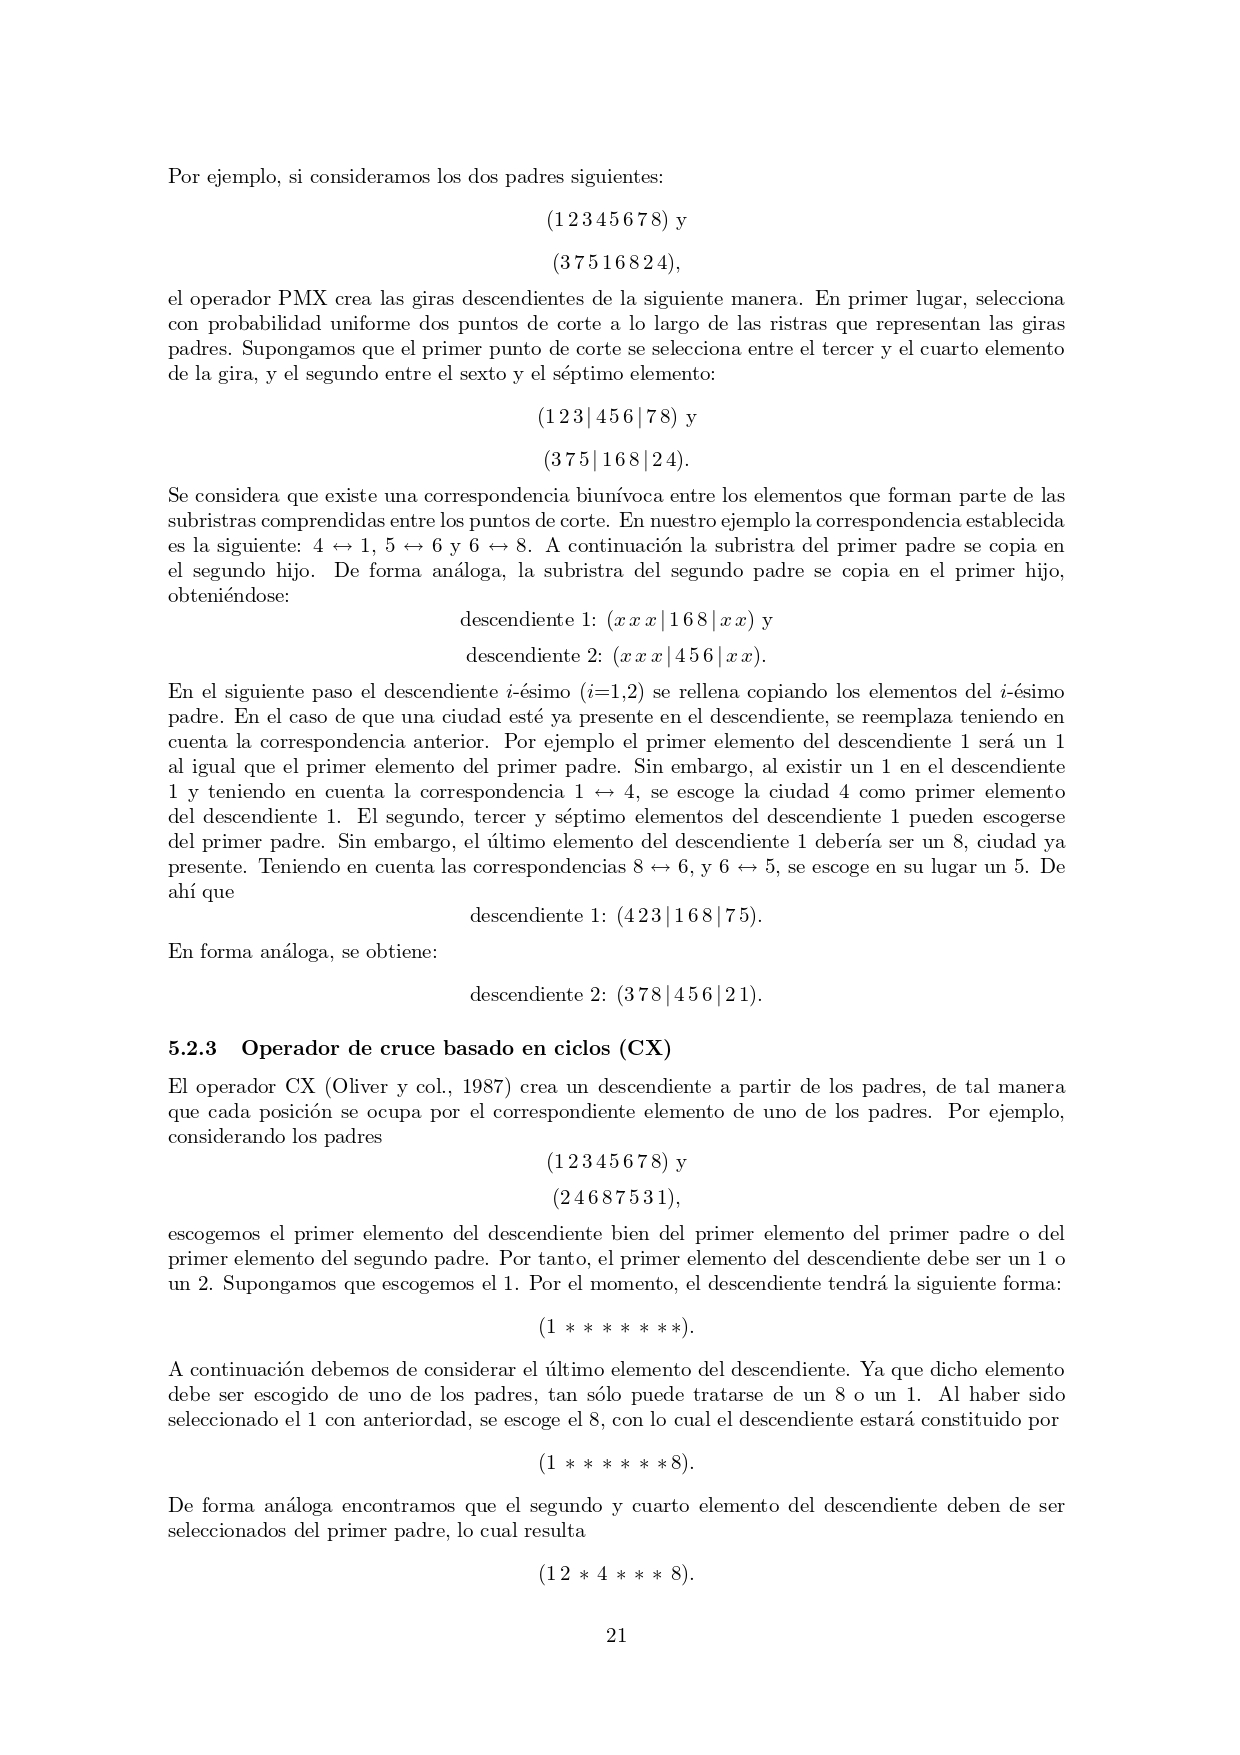 Por ejemplo, si consideramos los dos padres siguientes:
(1 2 3 4 5 6 7 8) y
(3 7 5 1 6 8 2 4),
el operador PMX crea las giras descendientes de la siguiente manera. En primer lugar, selecciona
con probabilidad uniforme dos puntos de corte a lo largo de las ristras que representan las giras
padres. Supongamos que el primer punto de corte se selecciona entre el tercer y el cuarto elemento
de la gira, y el segundo entre el sexto y el séptimo elemento:
(1 2 3 | 4 5 6 | 7 8) y
(3 7 5 | 1 6 8 | 2 4).
Se considera que existe una correspondencia biunívoca entre los elementos que forman parte de las
subristras comprendidas entre los puntos de corte. En nuestro ejemplo la correspondencia establecida
es la siguiente: 4 ↔ 1, 5 ↔ 6 y 6 ↔ 8. A continuación la subristra del primer padre se copia en
el segundo hijo. De forma análoga, la subristra del segundo padre se copia en el primer hijo,
obteniéndose:
descendiente 1: (x x x | 1 6 8 | x x) y
descendiente 2: (x x x | 4 5 6 | x x).
En el siguiente paso el descendiente i-ésimo (i=1,2) se rellena copiando los elementos del i-ésimo
padre. En el caso de que una ciudad esté ya presente en el descendiente, se reemplaza teniendo en
cuenta la correspondencia anterior. Por ejemplo el primer elemento del descendiente 1 será un 1
al igual que el primer elemento del primer padre. Sin embargo, al existir un 1 en el descendiente
1 y teniendo en cuenta la correspondencia 1 ↔ 4, se escoge la ciudad 4 como primer elemento
del descendiente 1. El segundo, tercer y séptimo elementos del descendiente 1 pueden escogerse
del primer padre. Sin embargo, el último elemento del descendiente 1 debería ser un 8, ciudad ya
presente. Teniendo en cuenta las correspondencias 8 ↔ 6, y 6 ↔ 5, se escoge en su lugar un 5. De
ahí que
descendiente 1: (4 2 3 | 1 6 8 | 7 5).
En forma análoga, se obtiene:
descendiente 2: (3 7 8 | 4 5 6 | 2 1).
5.2.3 Operador de cruce basado en ciclos (CX)
El operador CX (Oliver y col., 1987) crea un descendiente a partir de los padres, de tal manera
que cada posición se ocupa por el correspondiente elemento de uno de los padres. Por ejemplo,
considerando los padres
(1 2 3 4 5 6 7 8) y
(2 4 6 8 7 5 3 1),
escogemos el primer elemento del descendiente bien del primer elemento del primer padre o del
primer elemento del segundo padre. Por tanto, el primer elemento del descendiente debe ser un 1 o
un 2. Supongamos que escogemos el 1. Por el momento, el descendiente tendrá la siguiente forma:
(1 ∗ ∗ ∗ ∗ ∗ ∗ ∗).
A continuación debemos de considerar el último elemento del descendiente. Ya que dicho elemento
debe ser escogido de uno de los padres, tan sólo puede tratarse de un 8 o un 1. Al haber sido
seleccionado el 1 con anteriordad, se escoge el 8, con lo cual el descendiente estará constituido por
(1 ∗ ∗ ∗ ∗ ∗ ∗ 8).
De forma análoga encontramos que el segundo y cuarto elemento del descendiente deben de ser
seleccionados del primer padre, lo cual resulta
(1 2 ∗ 4 ∗ ∗ ∗ 8).
21